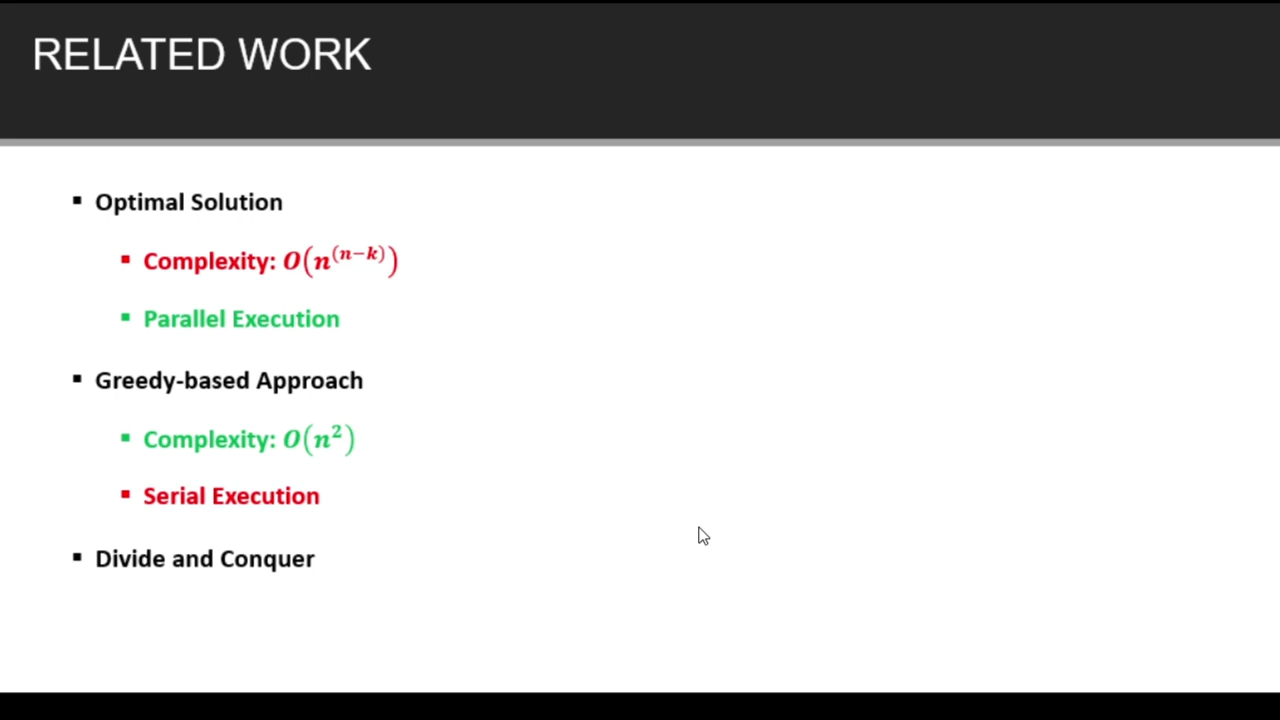 RELATED WORK
▪ Optimal Solution
▪ Complexity: O(n^(n−k))
▪ Parallel Execution
▪ Greedy-based Approach
▪ Complexity: O(n²)
▪ Serial Execution
▪ Divide and Conquer